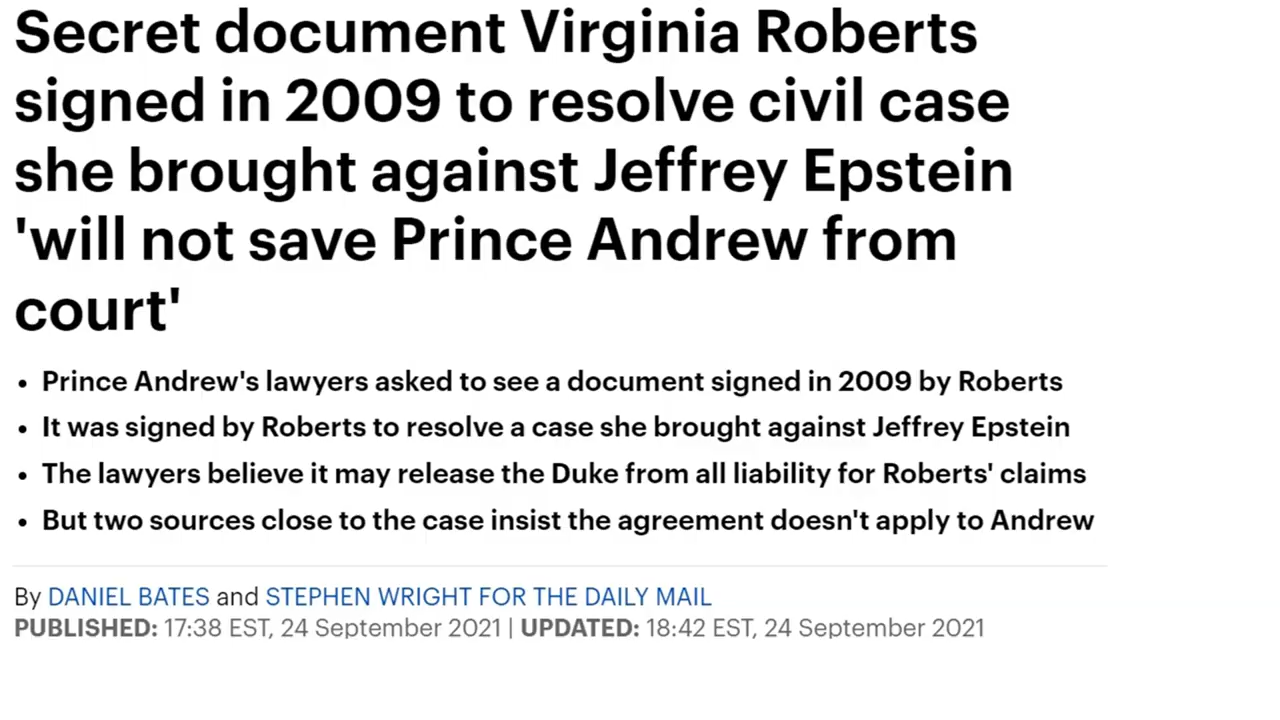 Secret document Virginia Roberts
signed in 2009 to resolve civil case
she brought against Jeffrey Epstein
'will not save Prince Andrew from
court'
• Prince Andrew's lawyers asked to see a document signed in 2009 by Roberts
• It was signed by Roberts to resolve a case she brought against Jeffrey Epstein
• The lawyers believe it may release the Duke from all liability for Roberts' claims
• But two sources close to the case insist the agreement doesn't apply to Andrew
By DANIEL BATES and STEPHEN WRIGHT FOR THE DAILY MAIL
PUBLISHED: 17:38 EST, 24 September 2021 | UPDATED: 18:42 EST, 24 September 2021